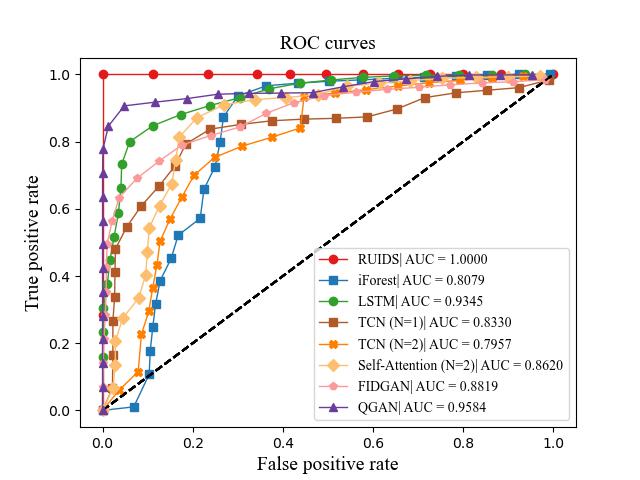 ROC curves
True positive rate
1.0
0.8
0.6
0.4
0.2
0.0
RUIDS| AUC = 1.0000
iForest| AUC = 0.8079
LSTM| AUC = 0.9345
TCN (N=1)| AUC = 0.8330
TCN (N=2)| AUC = 0.7957
Self-Attention (N=2)| AUC = 0.8620
FIDGAN| AUC = 0.8819
QGAN| AUC = 0.9584
0.0 0.2 0.4 0.6 0.8 1.0
False positive rate